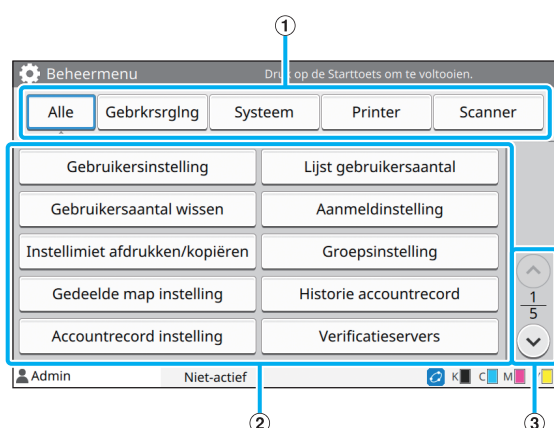 1
Beheermenu Druk op de Starttoets om te voltooien.
Alle Gebrkrsrglng Systeem Printer Scanner
Gebruikersinstelling Lijst gebruikersaantal
Gebruikersaantal wissen Aanmeldinstelling
Instellimiet afdrukken/kopiëren Groepsinstelling
Gedeelde map instelling Historie accountrecord
1
5
Accountrecord instelling Verificatieservers
Admin Niet-actief K C M Y
2 3